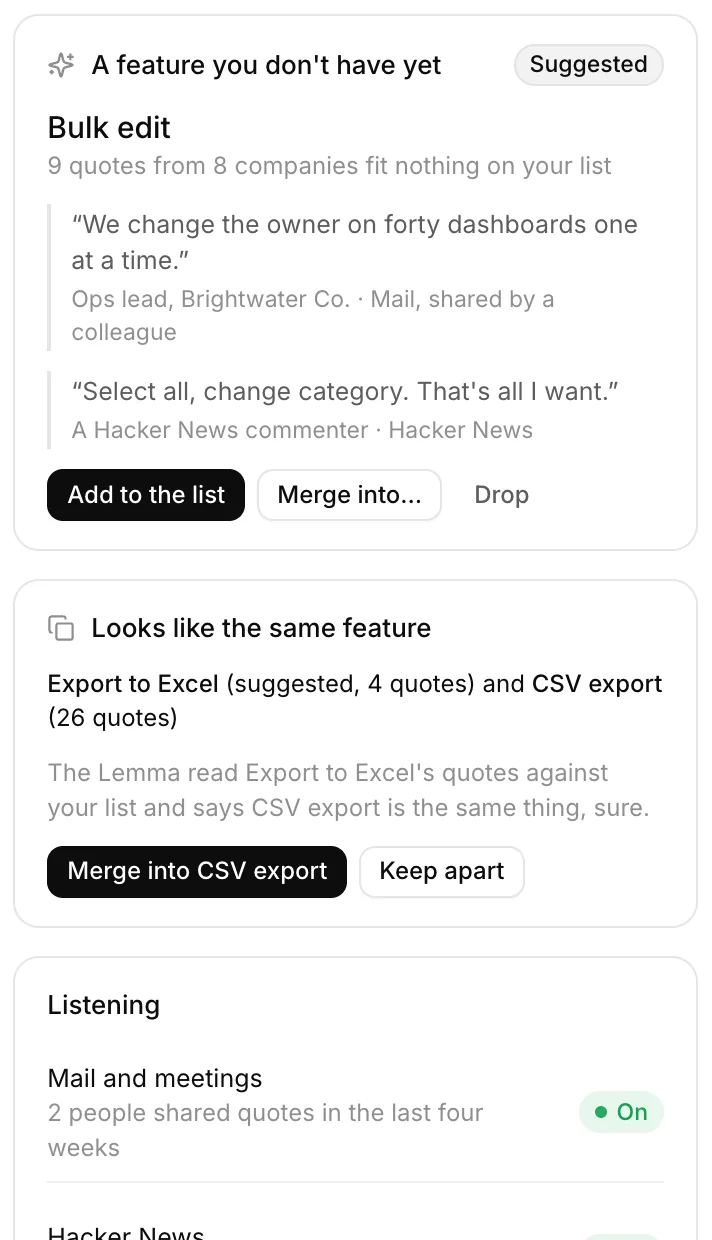 A feature you don't have yet
Suggested
Bulk edit
9 quotes from 8 companies fit nothing on your list
“We change the owner on forty dashboards one
at a time.”
Ops lead, Brightwater Co. · Mail, shared by a
colleague
“Select all, change category. That's all I want.”
A Hacker News commenter · Hacker News
Add to the list
Merge into...
Drop
Looks like the same feature
Export to Excel (suggested, 4 quotes) and CSV export
(26 quotes)
The Lemma read Export to Excel's quotes against
your list and says CSV export is the same thing, sure.
Merge into CSV export
Keep apart
Listening
Mail and meetings
2 people shared quotes in the last four
weeks
On
Hacker News